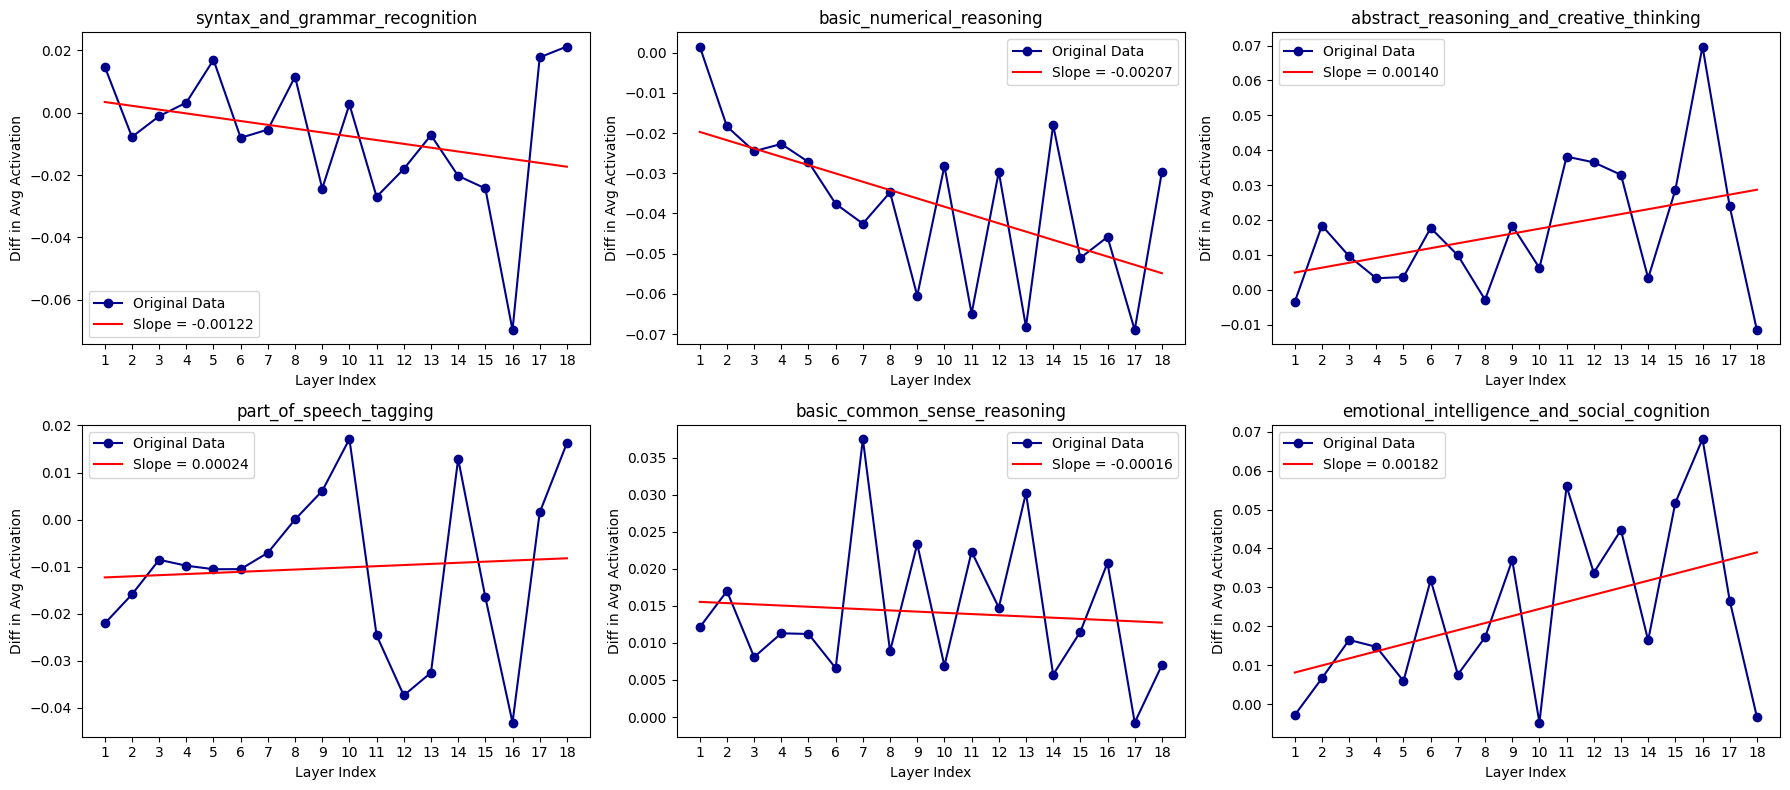 syntax_and_grammar_recognition
Diff in Avg Activation
0.02
0.00
−0.02
−0.04
−0.06
Original Data
Slope = -0.00122
1 2 3 4 5 6 7 8 9 10 11 12 13 14 15 16 17 18
Layer Index
basic_numerical_reasoning
Diff in Avg Activation
0.00
−0.01
−0.02
−0.03
−0.04
−0.05
−0.06
−0.07
Original Data
Slope = -0.00207
1 2 3 4 5 6 7 8 9 10 11 12 13 14 15 16 17 18
Layer Index
abstract_reasoning_and_creative_thinking
Diff in Avg Activation
0.07
0.06
0.05
0.04
0.03
0.02
0.01
0.00
−0.01
Original Data
Slope = 0.00140
1 2 3 4 5 6 7 8 9 10 11 12 13 14 15 16 17 18
Layer Index
part_of_speech_tagging
Diff in Avg Activation
0.02
0.01
0.00
−0.01
−0.02
−0.03
−0.04
Original Data
Slope = 0.00024
1 2 3 4 5 6 7 8 9 10 11 12 13 14 15 16 17 18
Layer Index
basic_common_sense_reasoning
Diff in Avg Activation
0.035
0.030
0.025
0.020
0.015
0.010
0.005
0.000
Original Data
Slope = -0.00016
1 2 3 4 5 6 7 8 9 10 11 12 13 14 15 16 17 18
Layer Index
emotional_intelligence_and_social_cognition
Diff in Avg Activation
0.07
0.06
0.05
0.04
0.03
0.02
0.01
0.00
Original Data
Slope = 0.00182
1 2 3 4 5 6 7 8 9 10 11 12 13 14 15 16 17 18
Layer Index